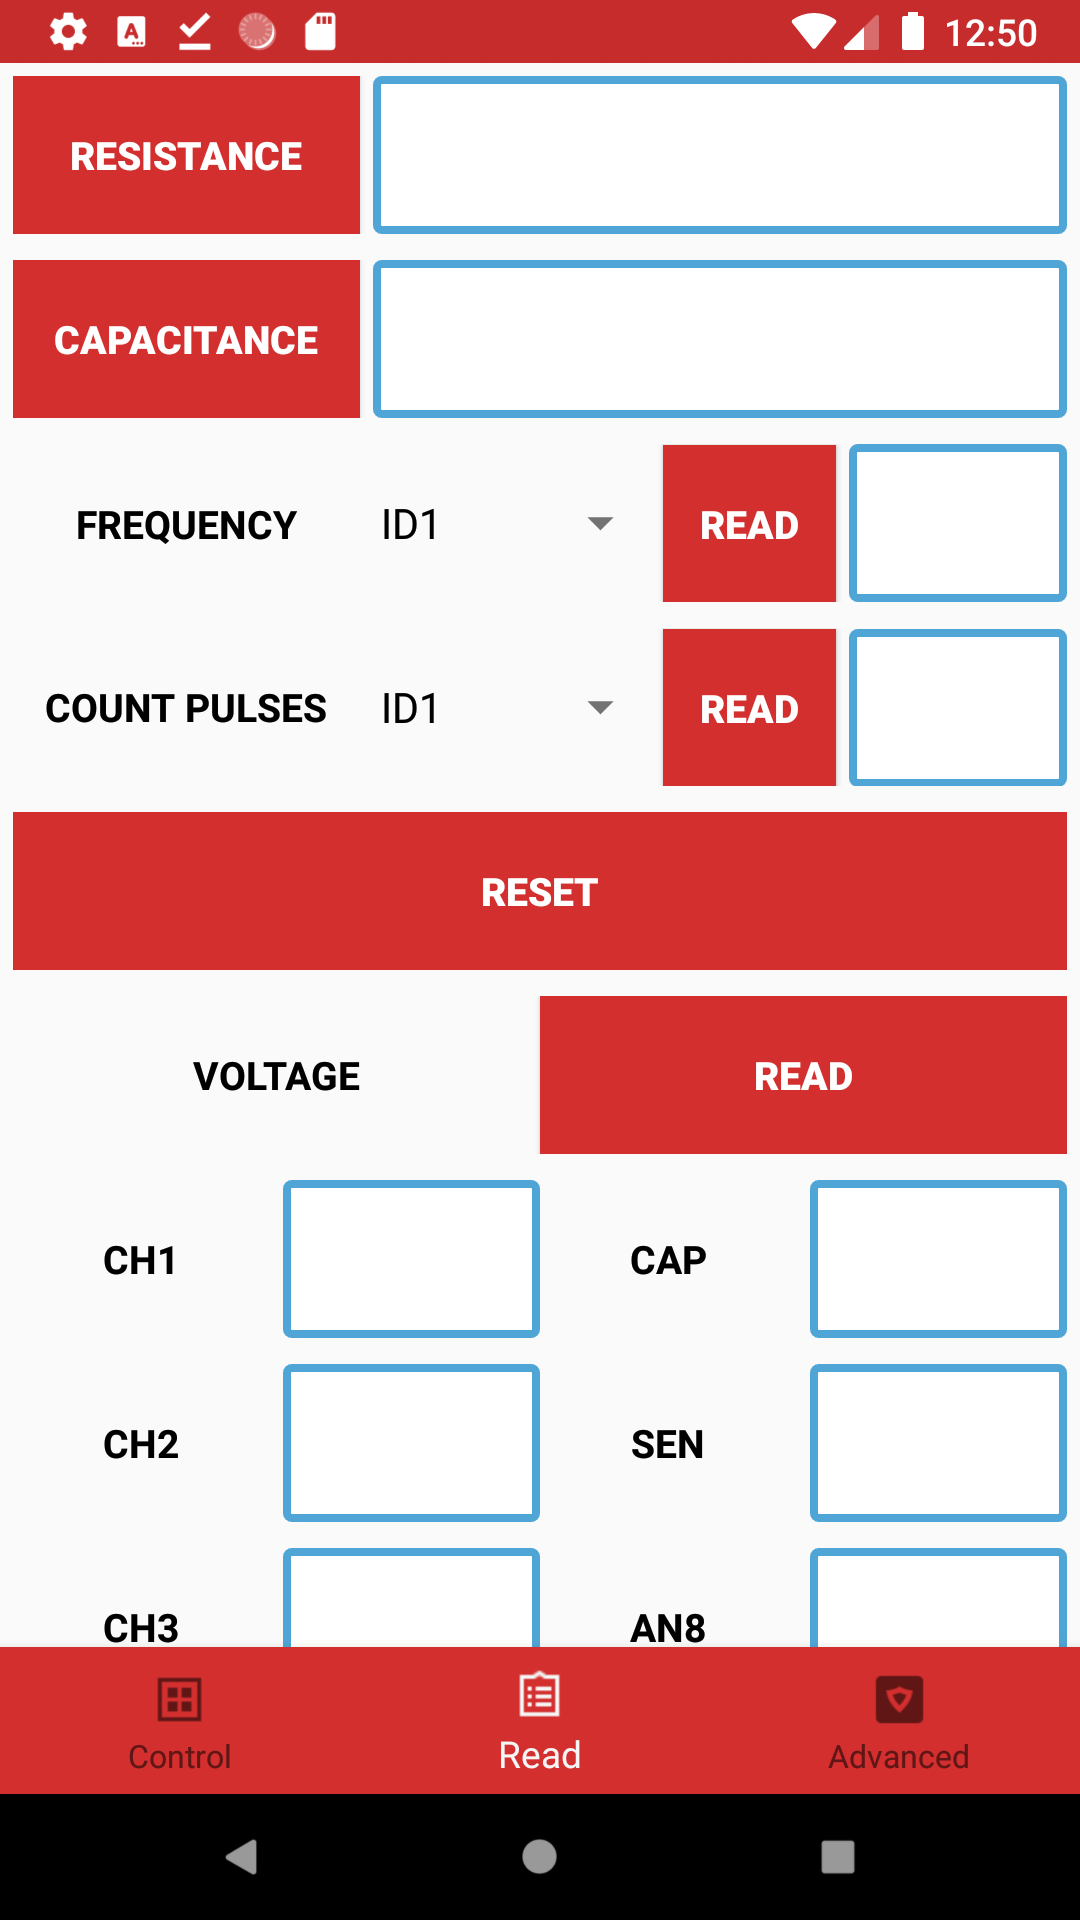 12:50
RESISTANCE
CAPACITANCE
FREQUENCY ID1 READ
COUNT PULSES ID1 READ
RESET
VOLTAGE READ
CH1 CAP
CH2 SEN
CH3 AN8
Control Read Advanced